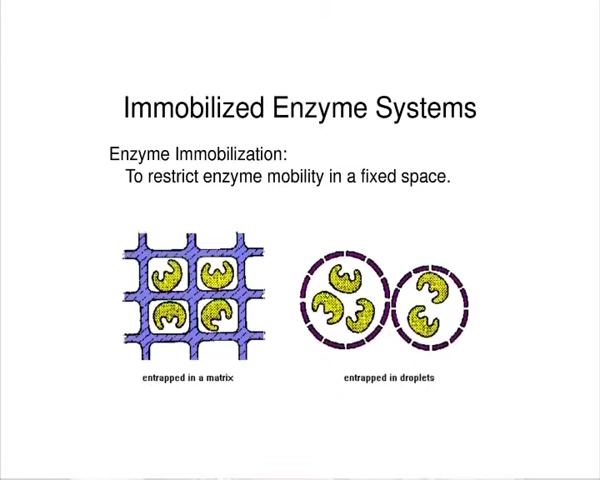 Immobilized Enzyme Systems
Enzyme Immobilization:
To restrict enzyme mobility in a fixed space.
entrapped in a matrix
entrapped in droplets